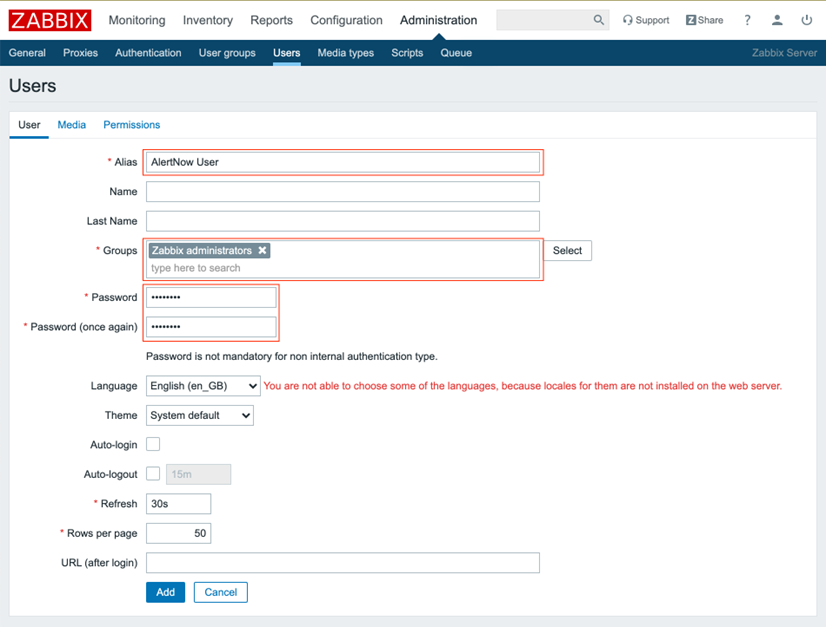 ZABBIX Monitoring Inventory Reports Configuration Administration Support Z Share ?
General Proxies Authentication User groups Users Media types Scripts Queue Zabbix Server
Users
User Media Permissions
* Alias AlertNow User
Name
Last Name
* Groups Zabbix administrators Select
type here to search
* Password ••••••••
* Password (once again) ••••••••
Password is not mandatory for non internal authentication type.
Language English (en_GB) You are not able to choose some of the languages, because locales for them are not installed on the web server.
Theme System default
Auto-login
Auto-logout 15m
* Refresh 30s
* Rows per page 50
URL (after login)
Add Cancel